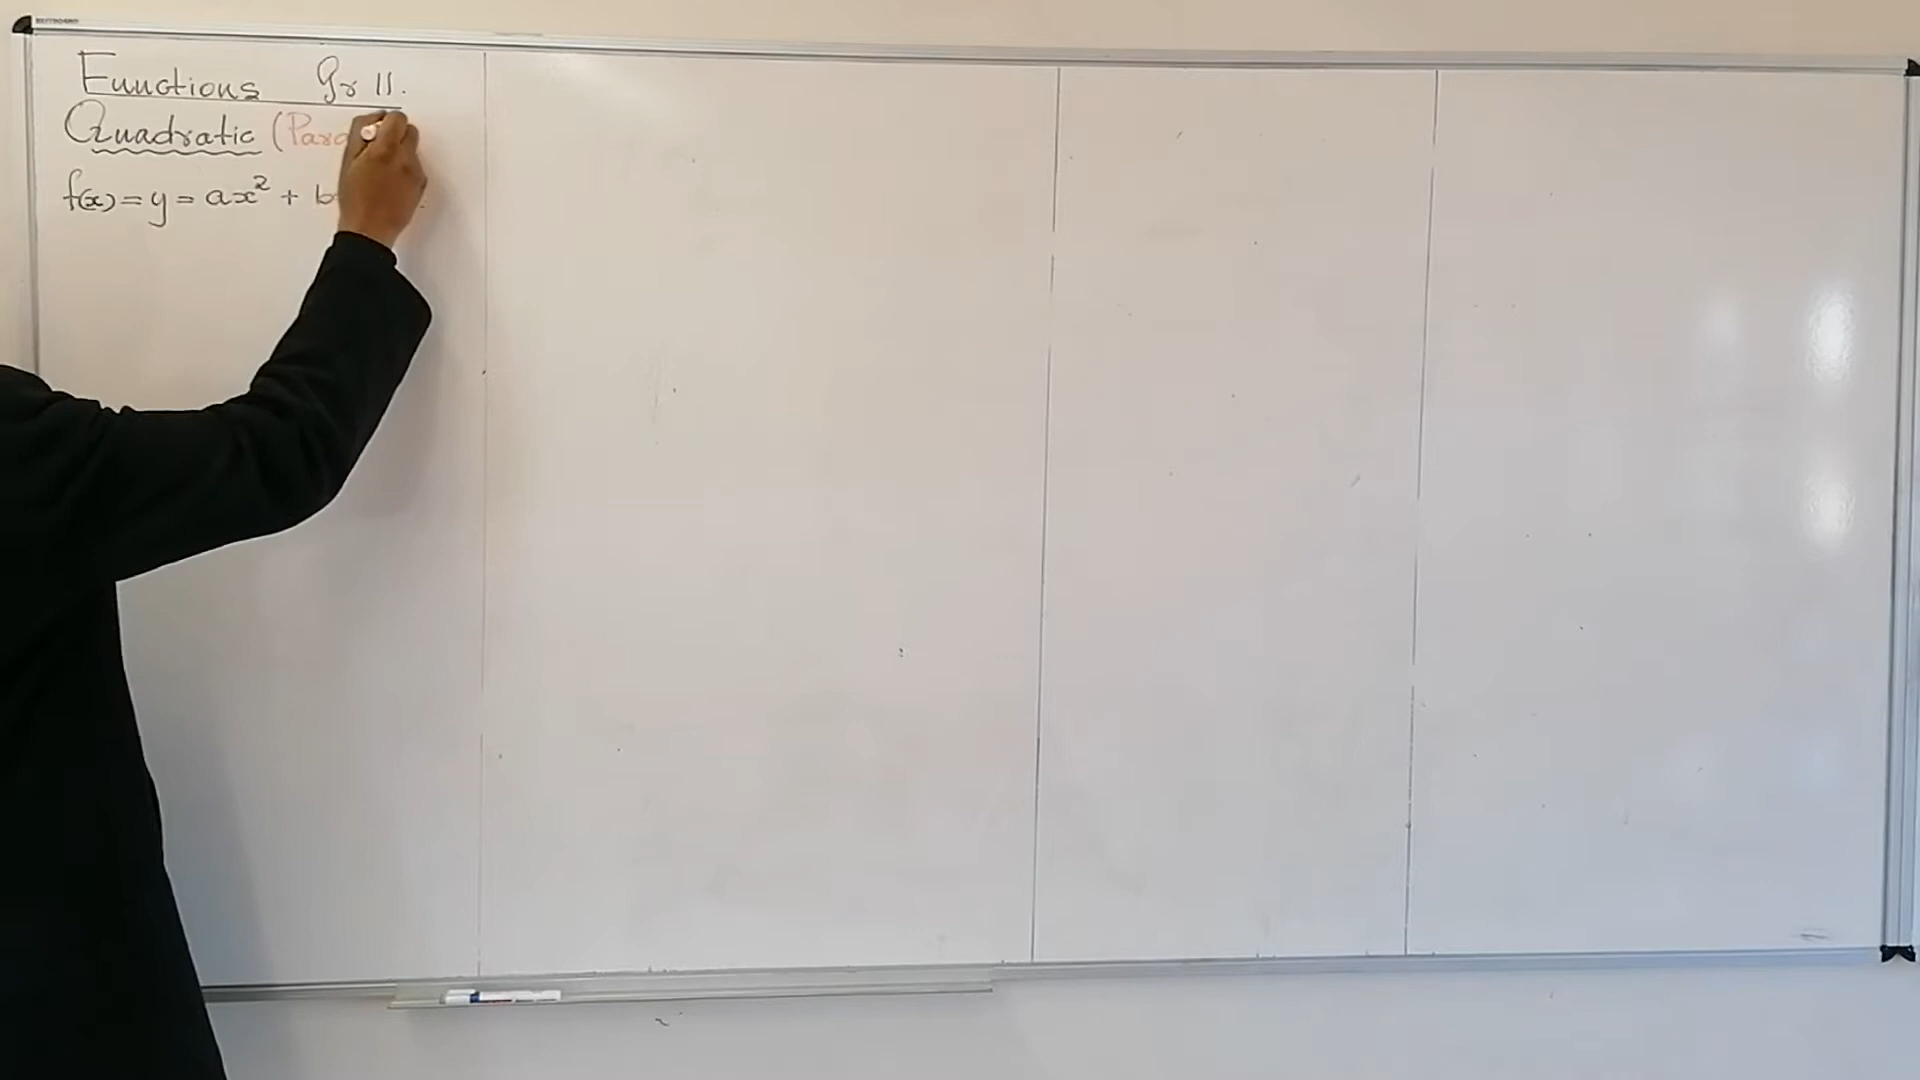 Functions Gr 11.
Quadratic (Para
f(x) = y = ax² + b